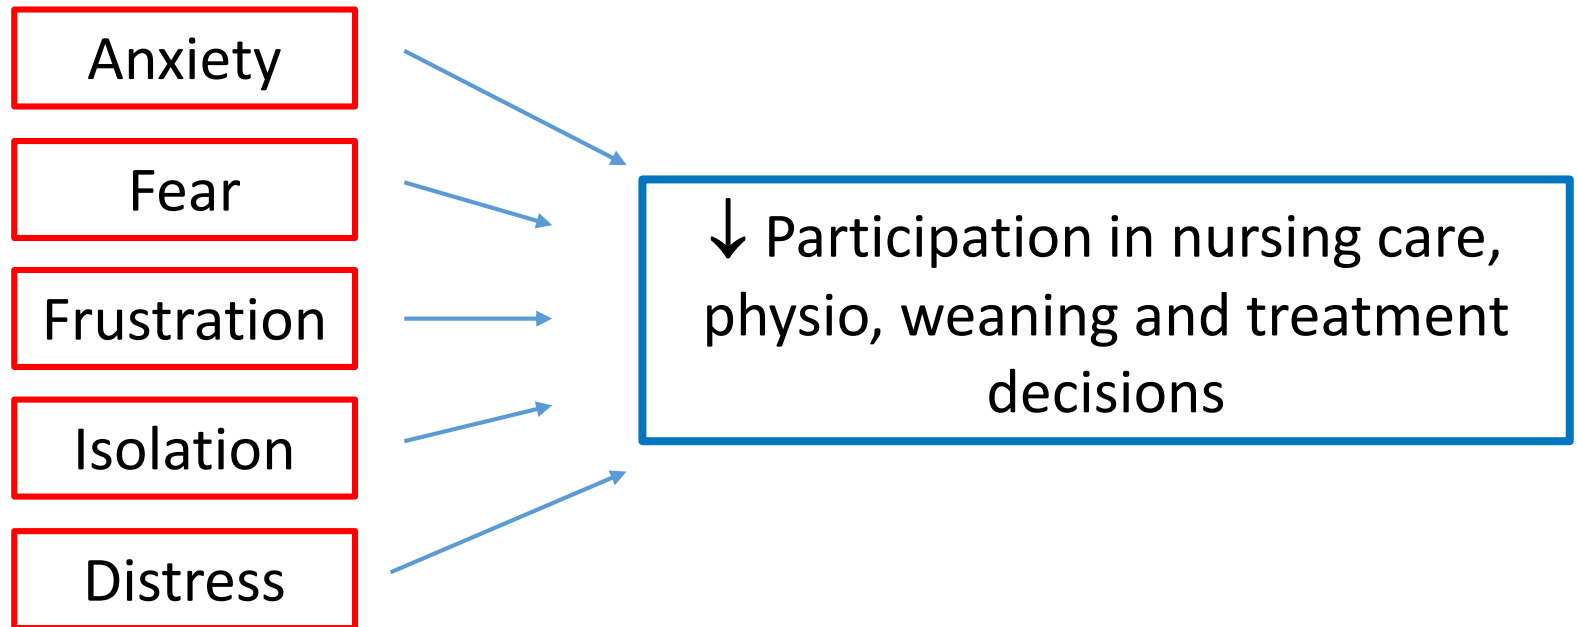 Anxiety
Fear
Frustration
Isolation
Distress
↓ Participation in nursing care,
physio, weaning and treatment
decisions